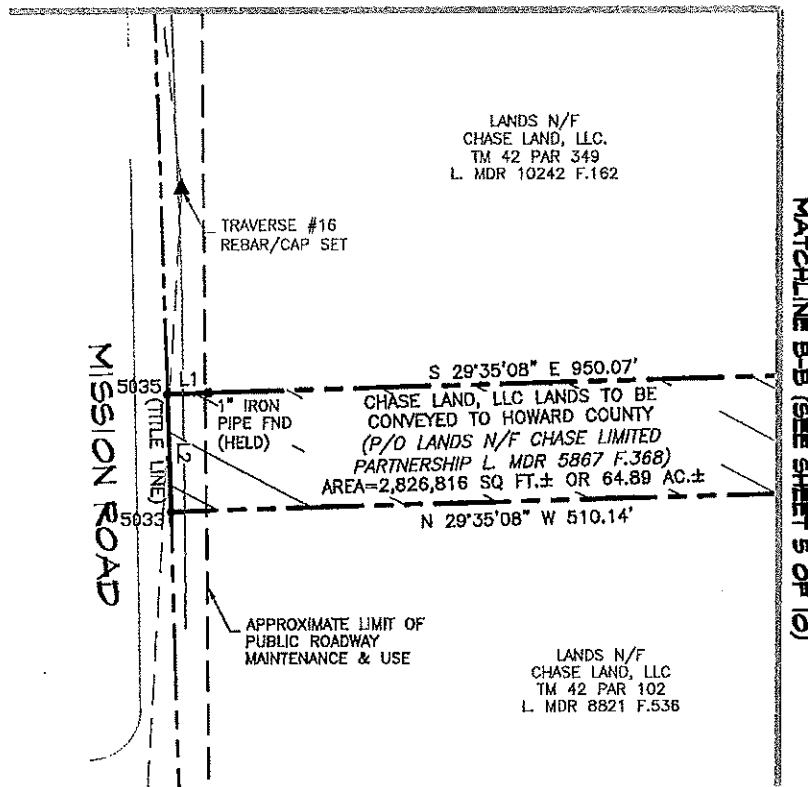 LANDS N/F
CHASE LAND, LLC.
TM 42 PAR 349
L. MDR 10242 F.162
TRAVERSE #16
REBAR/CAP SET
MATCHLINE B-B (SEE SHEET 5 OF 10)
MISSION ROAD
5035
L1
S 29°35'08" E 950.07'
1" IRON
PIPE FND
(HELD)
(TITLE LINE)
L2
CHASE LAND, LLC LANDS TO BE
CONVEYED TO HOWARD COUNTY
(P/O LANDS N/F CHASE LIMITED
PARTNERSHIP L. MDR 5867 F.368)
AREA=2,826,816 SQ FT.± OR 64.89 AC.±
5033
N 29°35'08" W 510.14'
APPROXIMATE LIMIT OF
PUBLIC ROADWAY
MAINTENANCE & USE
LANDS N/F
CHASE LAND, LLC
TM 42 PAR 102
L. MDR 8821 F.536